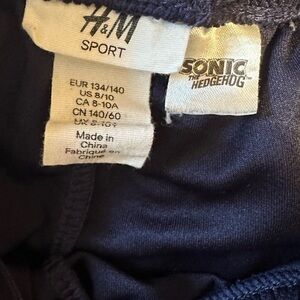 H&M
SPORT
EUR 134/140
US 8/10
CA 8-10A
CN 140/60
Made in
China
Fabriqué en
Chine
SONIC
THE
HEDGEHOG